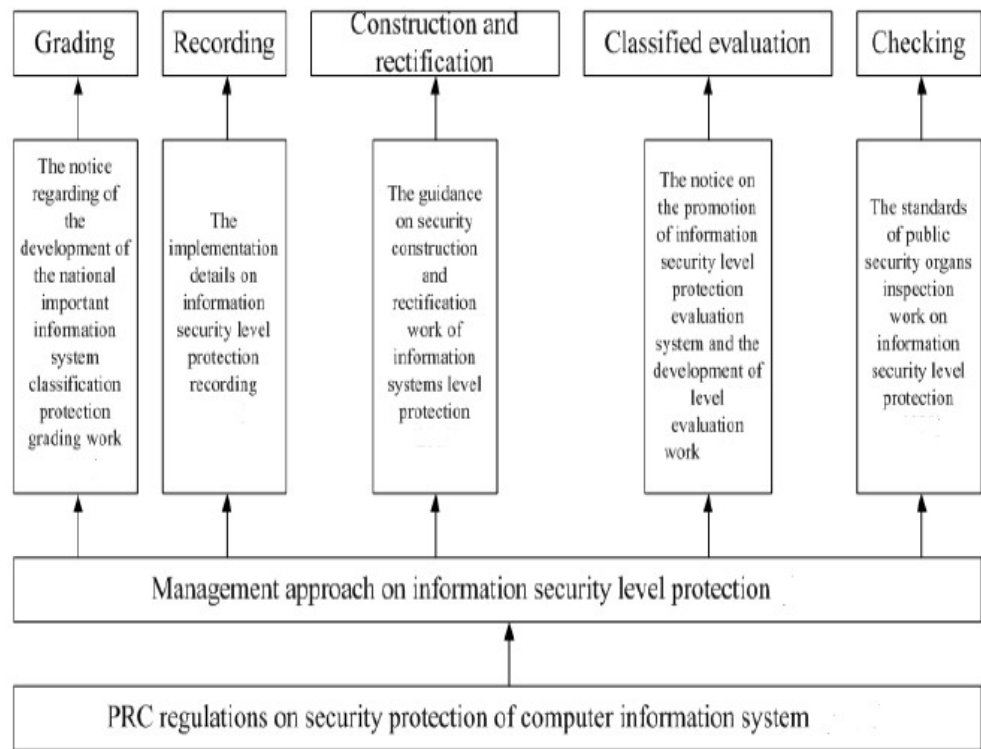 Grading
Recording
Construction and
rectification
Classified evaluation
Checking
The notice
regarding of
the
development of
the national
important
information
system
classification
protection
grading work
The
implementation
details on
information
security level
protection
recording
The guidance
on security
construction
and
rectification
work of
information
systems level
protection
The notice on
the promotion
of information
security level
protection
evaluation
system and the
development of
level
evaluation
work
The standards
of public
security organs
inspection
work on
information
security level
protection
Management approach on information security level protection
PRC regulations on security protection of computer information system